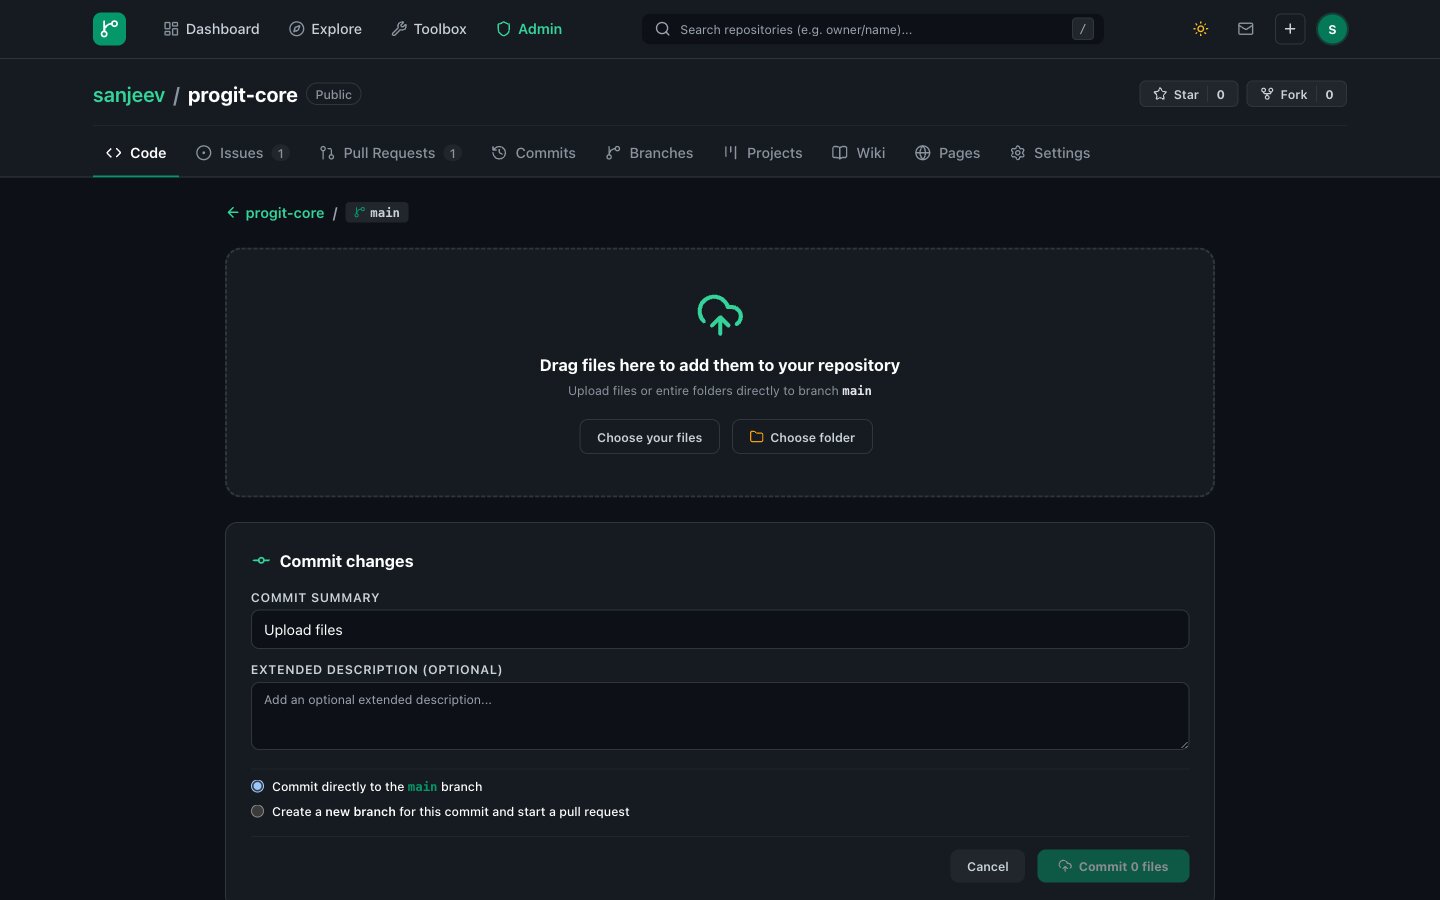 Dashboard Explore Toolbox Admin Search repositories (e.g. owner/name)... / + S
sanjeev / progit-core Public Star 0 Fork 0
Code Issues 1 Pull Requests 1 Commits Branches Projects Wiki Pages Settings
progit-core / main
Drag files here to add them to your repository
Upload files or entire folders directly to branch main
Choose your files Choose folder
Commit changes
COMMIT SUMMARY
Upload files
EXTENDED DESCRIPTION (OPTIONAL)
Add an optional extended description...
Commit directly to the main branch
Create a new branch for this commit and start a pull request
Cancel Commit 0 files